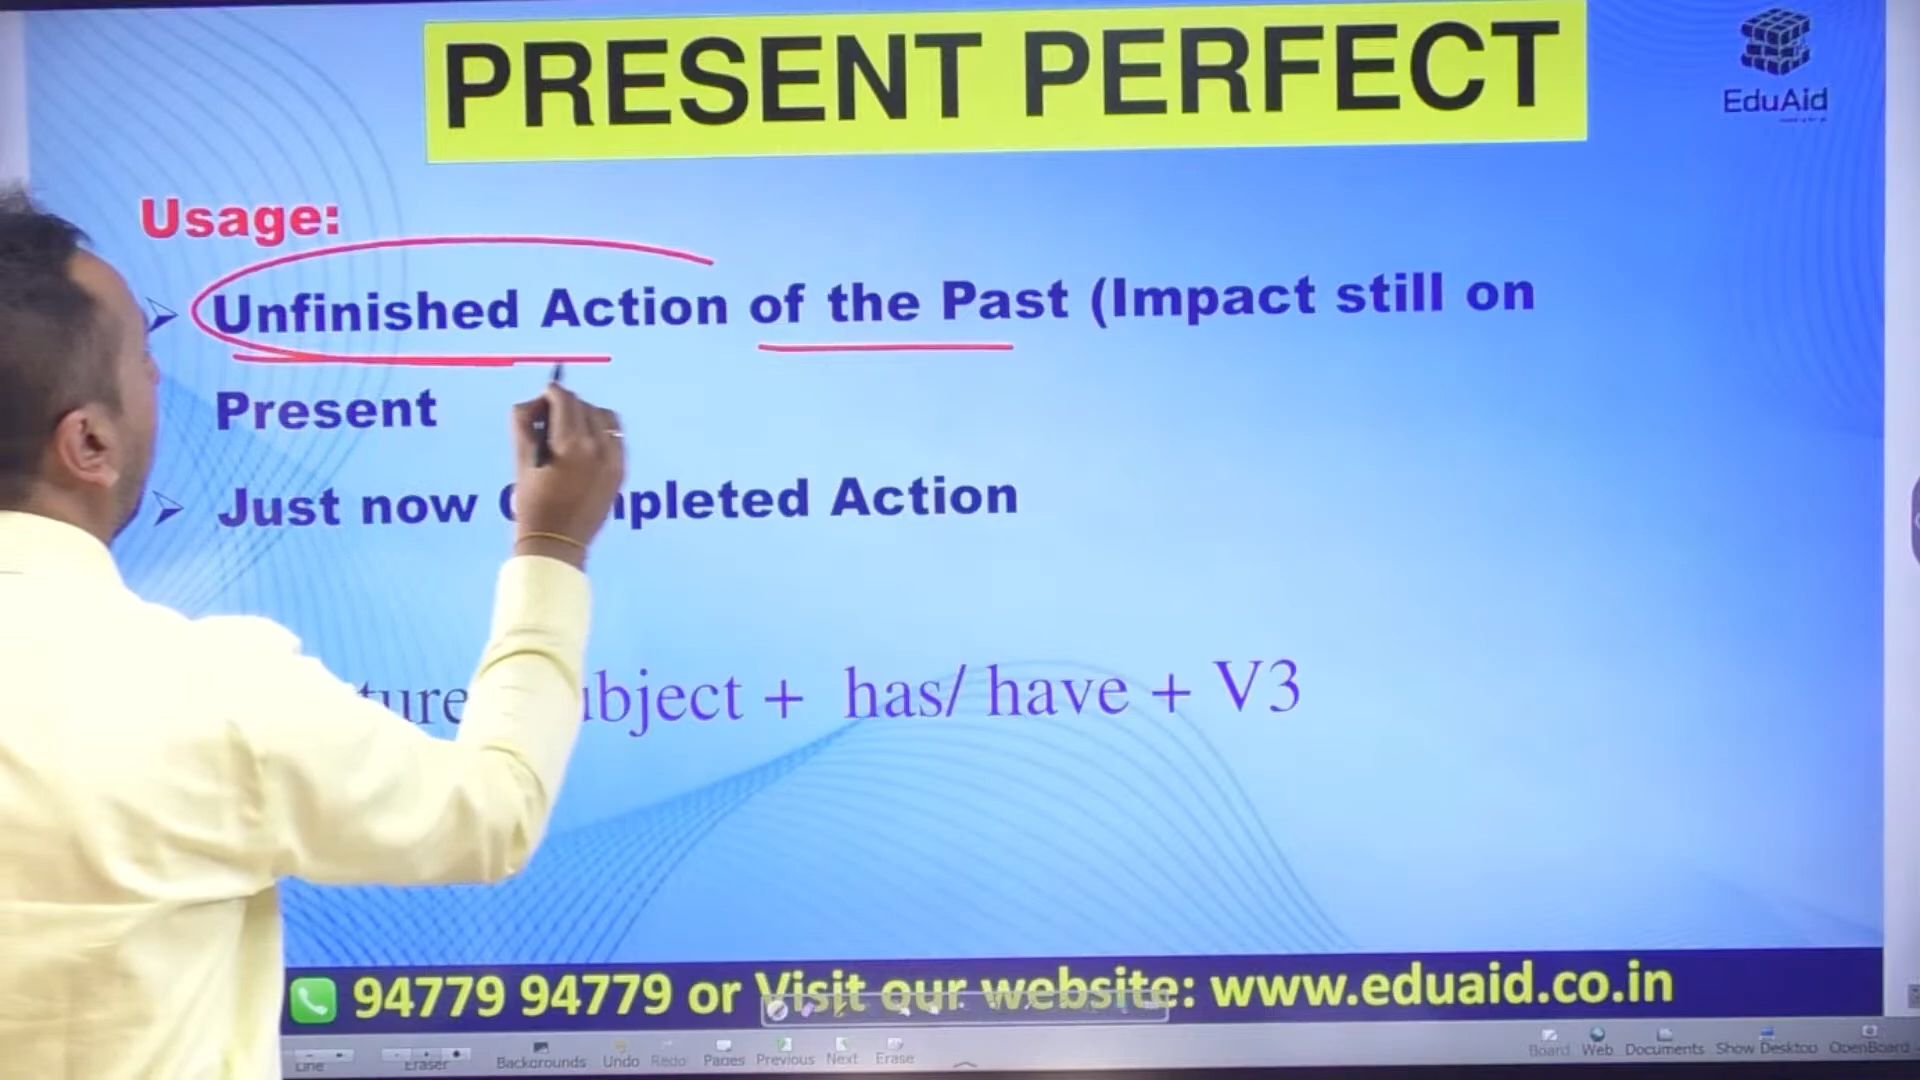 PRESENT PERFECT
EduAid
Usage:
Unfinished Action of the Past (Impact still on
Present
Just now Action
+ has/ have + V3
94779 94779 or Visit our website: www.eduaid.co.in
Line Eraser Backgrounds Undo Redo Pages Previous Next Erase Board Web Documents Show Desktop OpenBoard